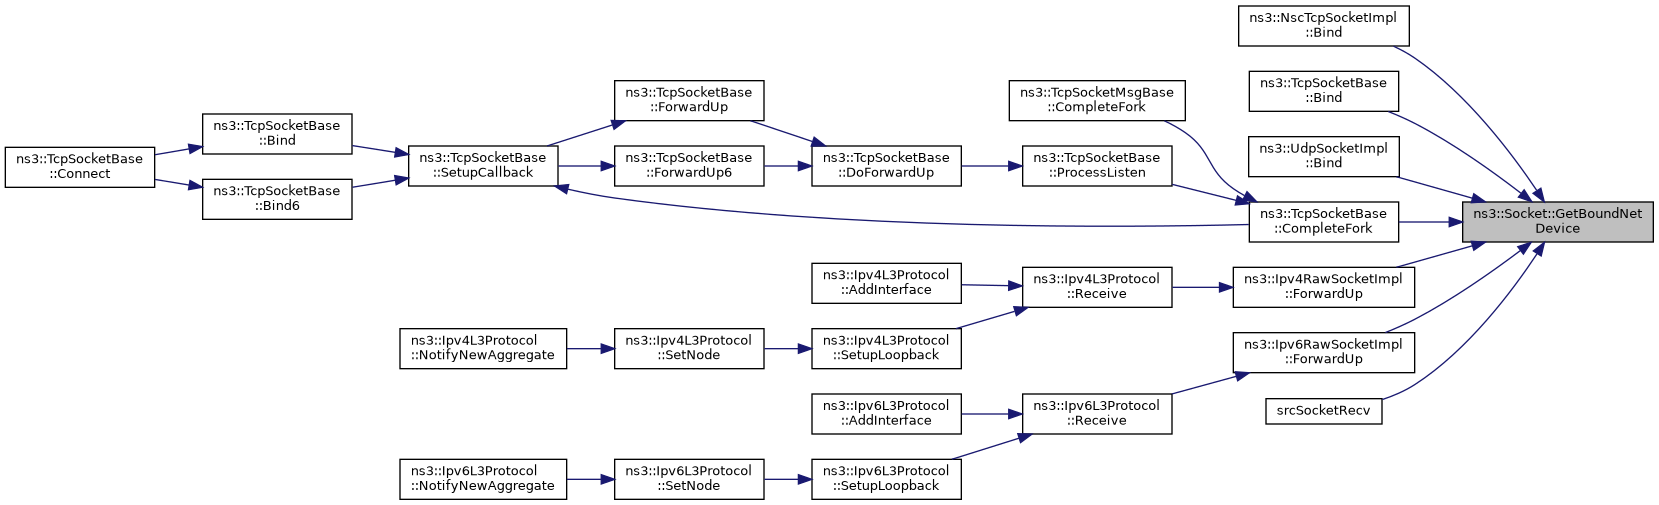 ns3::NscTcpSocketImpl
::Bind
ns3::TcpSocketBase
::Bind
ns3::TcpSocketBase
::ForwardUp
ns3::TcpSocketMsgBase
::CompleteFork
ns3::TcpSocketBase
::Bind
ns3::UdpSocketImpl
::Bind
ns3::TcpSocketBase
::Connect
ns3::TcpSocketBase
::SetupCallback
ns3::TcpSocketBase
::ForwardUp6
ns3::TcpSocketBase
::DoForwardUp
ns3::TcpSocketBase
::ProcessListen
ns3::TcpSocketBase
::Bind6
ns3::TcpSocketBase
::CompleteFork
ns3::Socket::GetBoundNet
Device
ns3::Ipv4L3Protocol
::AddInterface
ns3::Ipv4L3Protocol
::Receive
ns3::Ipv4RawSocketImpl
::ForwardUp
ns3::Ipv4L3Protocol
::NotifyNewAggregate
ns3::Ipv4L3Protocol
::SetNode
ns3::Ipv4L3Protocol
::SetupLoopback
ns3::Ipv6RawSocketImpl
::ForwardUp
ns3::Ipv6L3Protocol
::AddInterface
ns3::Ipv6L3Protocol
::Receive
srcSocketRecv
ns3::Ipv6L3Protocol
::NotifyNewAggregate
ns3::Ipv6L3Protocol
::SetNode
ns3::Ipv6L3Protocol
::SetupLoopback